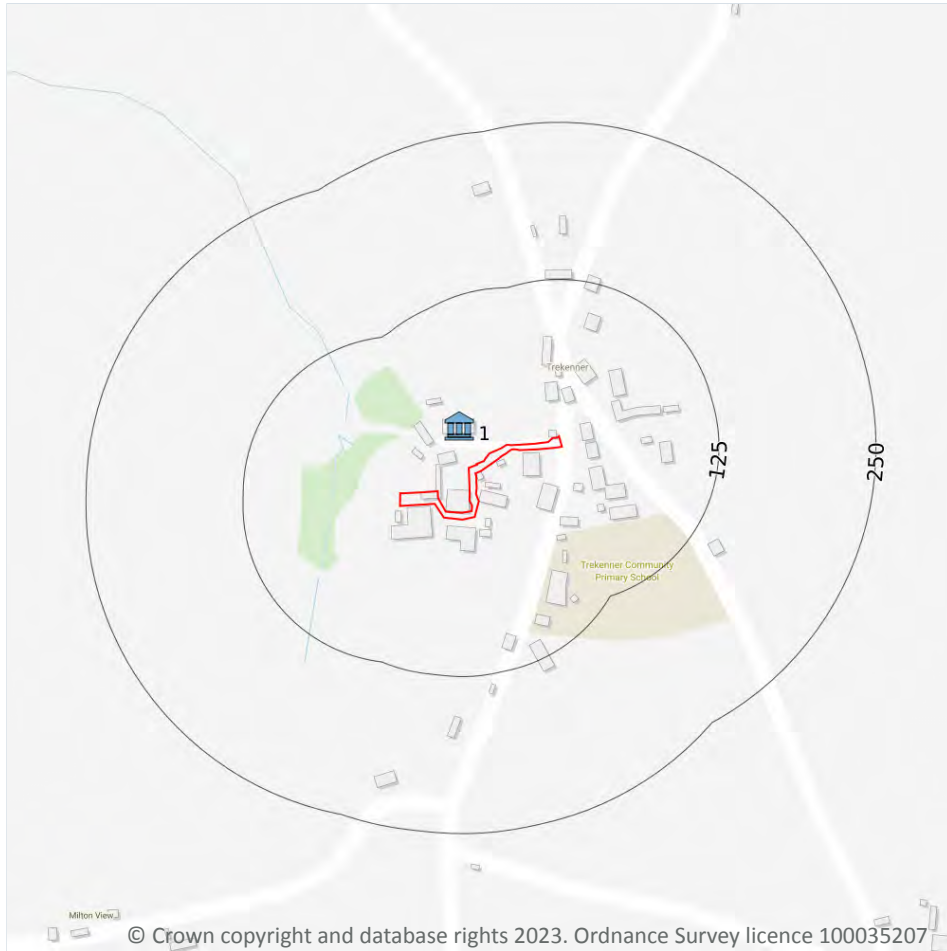 Trekenner
1
125
250
Trekenner Community
Primary School
Milton View
© Crown copyright and database rights 2023. Ordnance Survey licence 100035207